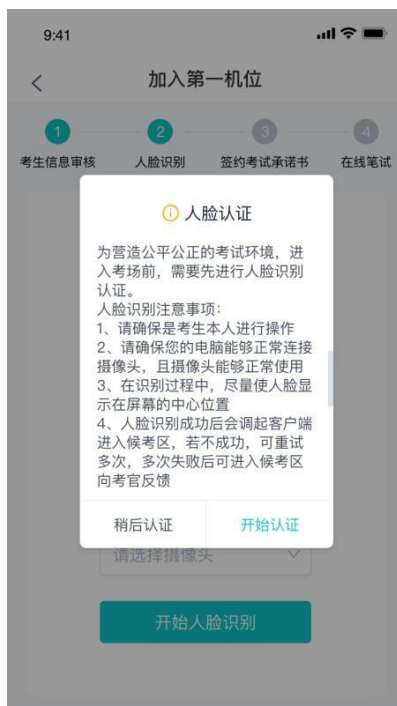 9:41
加入第一机位
1
2
3
4
考生信息审核
人脸识别
签约考试承诺书
在线笔试
人脸认证
为营造公平公正的考试环境，进
入考场前，需要先进行人脸识别
认证。
人脸识别注意事项：
1、请确保是考生本人进行操作
2、请确保您的电脑能够正常连接
摄像头，且摄像头能够正常使用
3、在识别过程中，尽量使人脸显
示在屏幕的中心位置
4、人脸识别成功后会调起客户端
进入候考区，若不成功，可重试
多次，多次失败后可进入候考区
向考官反馈
稍后认证
开始认证
请选择摄像头
开始人脸识别